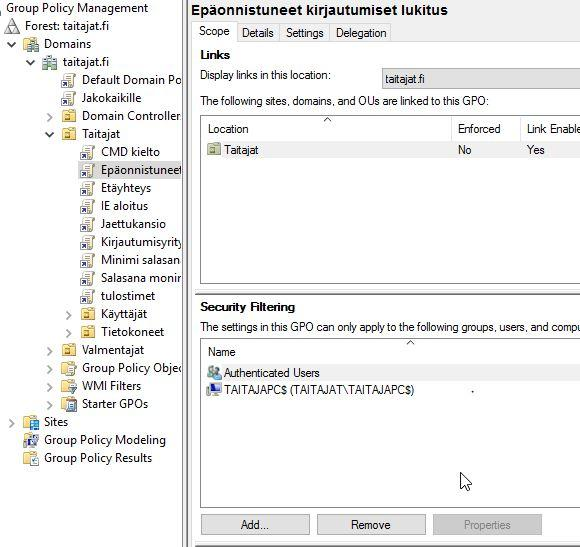 Group Policy Management
Forest: taitajat.fi
Domains
taitajat.fi
Default Domain Po
Jakokaikille
Domain Controller
Taitajat
CMD kielto
Epäonnistuneet
Etäyhteys
IE aloitus
Jaettukansio
Kirjautumisyrity
Minimi salasan
Salasana monin
tulostimet
Käyttäjät
Tietokoneet
Valmentajat
Group Policy Objec
WMI Filters
Starter GPOs
Sites
Group Policy Modeling
Group Policy Results
Epäonnistuneet kirjautumiset lukitus
Scope Details Settings Delegation
Links
Display links in this location: taitajat.fi
The following sites, domains, and OUs are linked to this GPO:
Location Enforced Link Enable
Taitajat No Yes
Security Filtering
The settings in this GPO can only apply to the following groups, users, and compu
Name
Authenticated Users
TAITAJAPC$ (TAITAJAT\TAITAJAPC$)
Add... Remove Properties